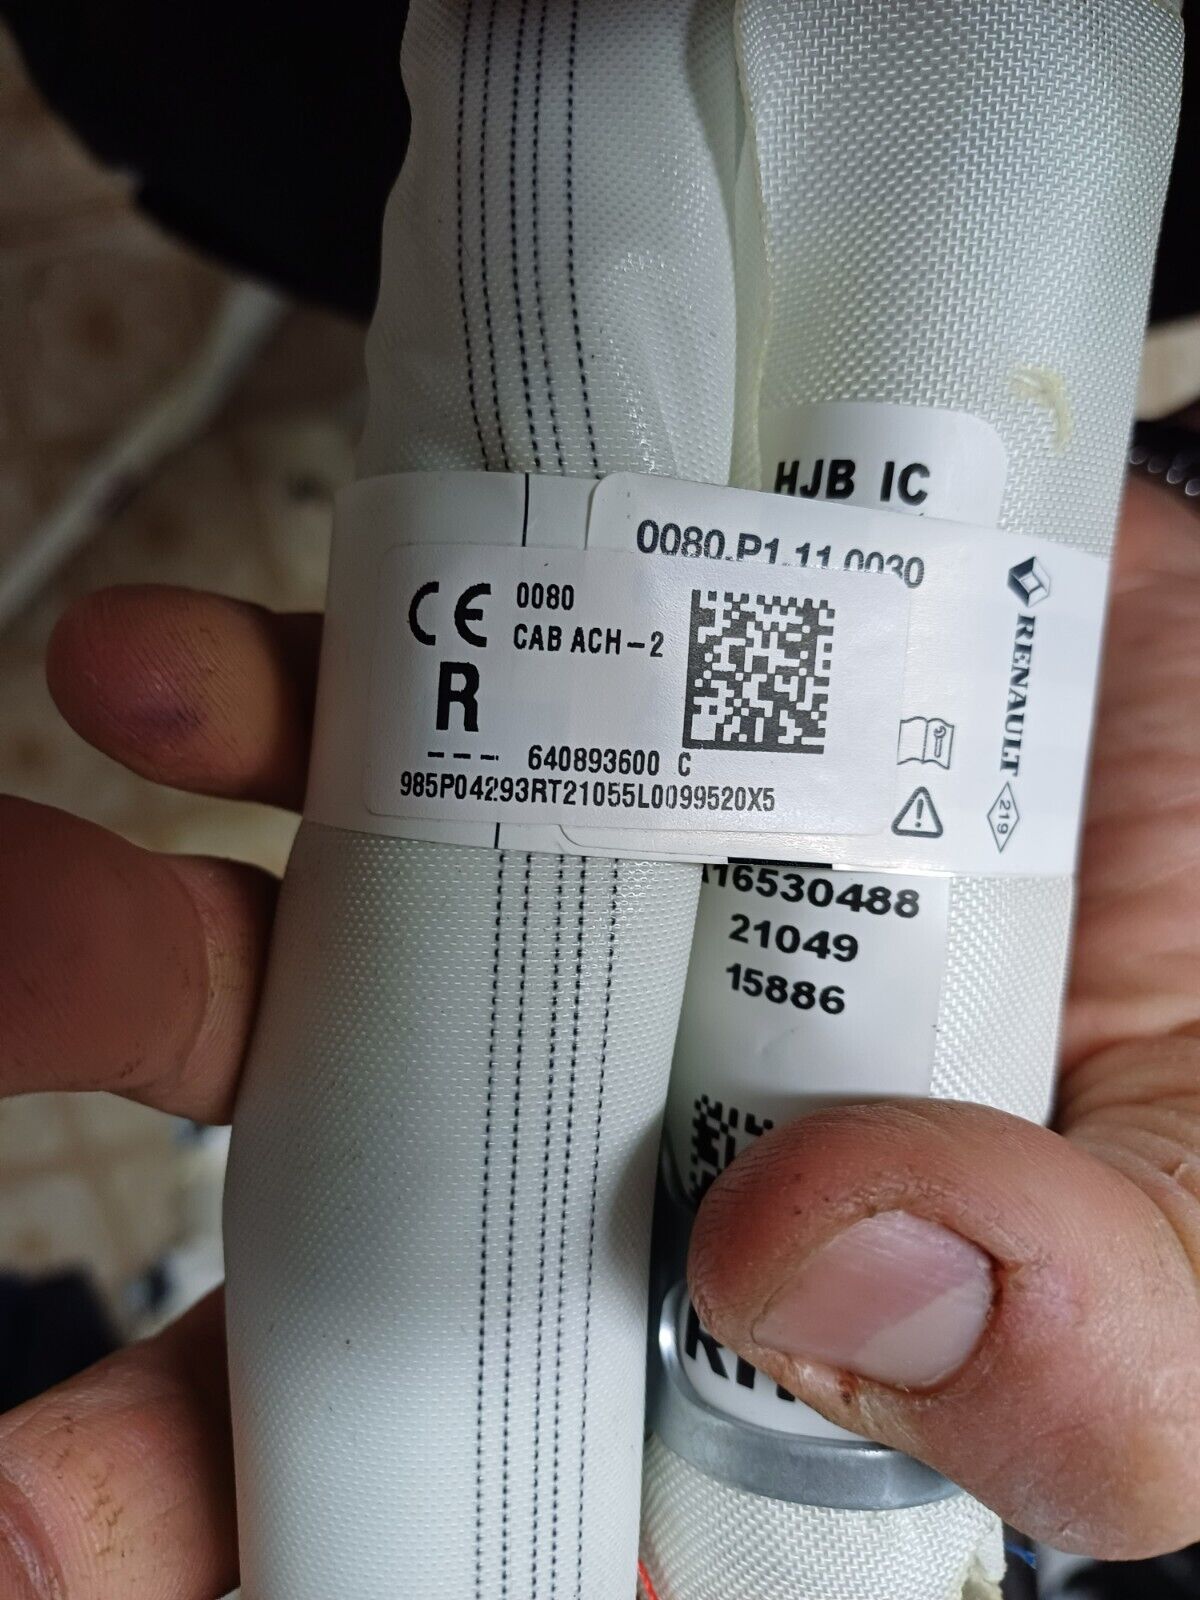 HJB IC
0080.P1.11.0030
CE 0080
CAB ACH-2
R
--- 640893600 C
985P04293RT21055L0099520X5
RENAULT
219
16530488
21049
15886